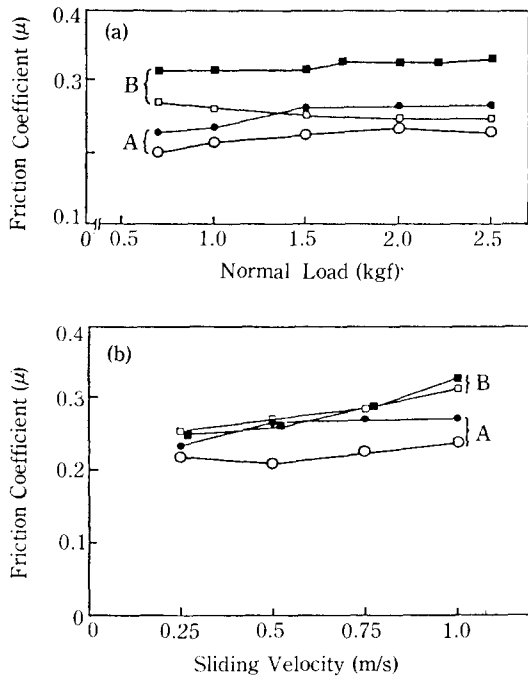 0.4
(a)
0.3
B
A
0.1
0 0.5 1.0 1.5 2.0 2.5
Friction Coefficient (μ)
Normal Load (kgf)
0.4
(b)
0.3
B
A
0.2
0.1
0
0 0.25 0.5 0.75 1.0
Friction Coefficient (μ)
Sliding Velocity (m/s)